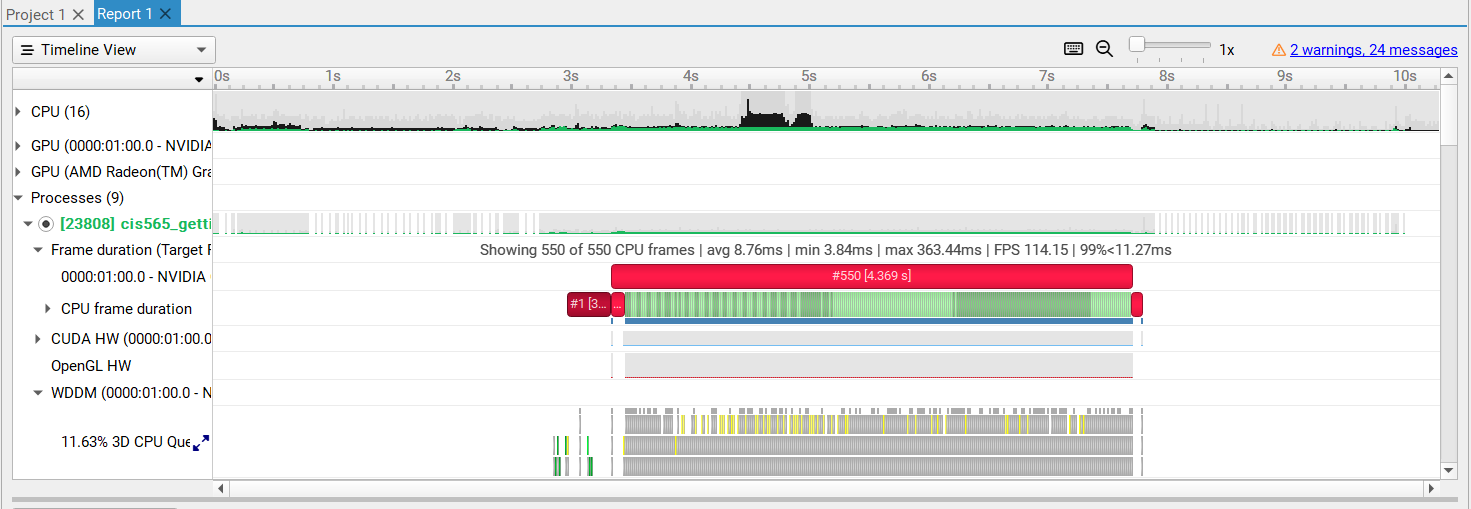 Project 1 Report 1
Timeline View 1x 2 warnings, 24 messages
0s 1s 2s 3s 4s 5s 6s 7s 8s 9s 10s
CPU (16)
GPU (0000:01:00.0 - NVIDIA
GPU (AMD Radeon(TM) Gra
Processes (9)
[23808] cis565_getti
Frame duration (Target F Showing 550 of 550 CPU frames | avg 8.76ms | min 3.84ms | max 363.44ms | FPS 114.15 | 99%<11.27ms
0000:01:00.0 - NVIDIA #550 [4.369 s]
CPU frame duration #1 [3... ...
CUDA HW (0000:01:00.0
OpenGL HW
WDDM (0000:01:00.0 - N
11.63% 3D CPU Que